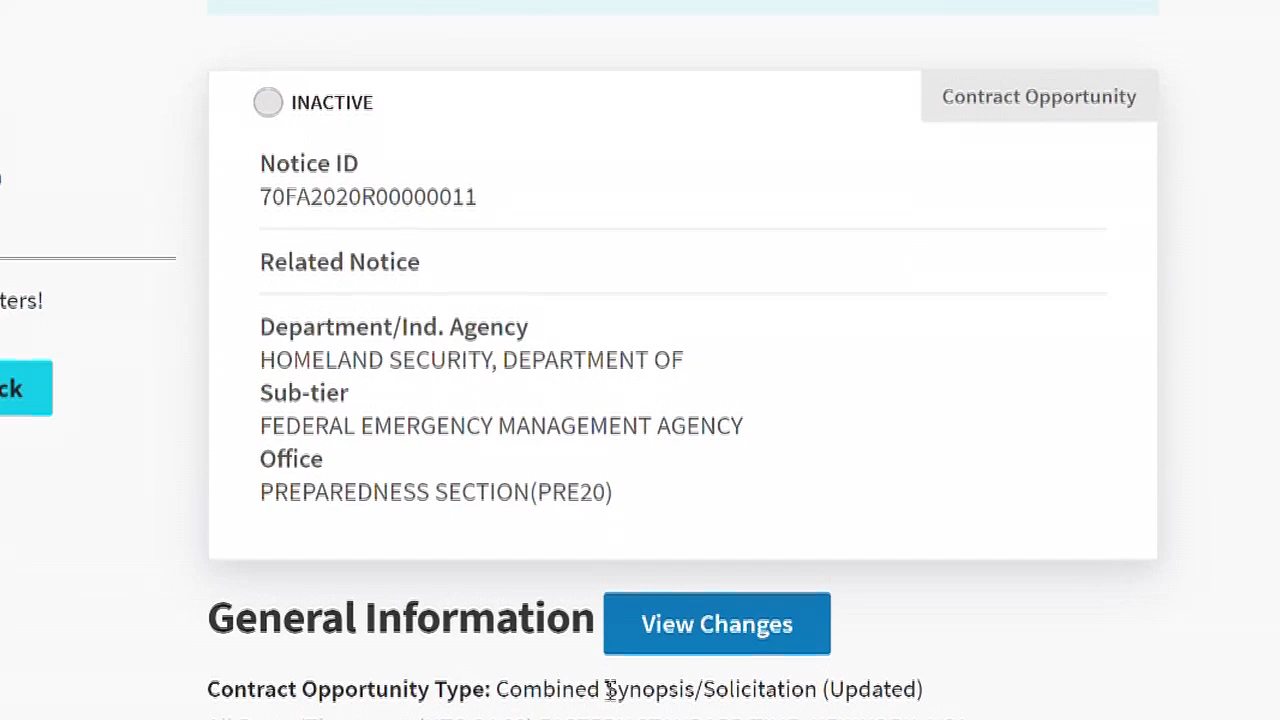 INACTIVE
Contract Opportunity
Notice ID
70FA2020R00000011
Related Notice
ters!
Department/Ind. Agency
HOMELAND SECURITY, DEPARTMENT OF
Sub-tier
ck
FEDERAL EMERGENCY MANAGEMENT AGENCY
Office
PREPAREDNESS SECTION(PRE20)
General Information
View Changes
Contract Opportunity Type: Combined Synopsis/Solicitation (Updated)